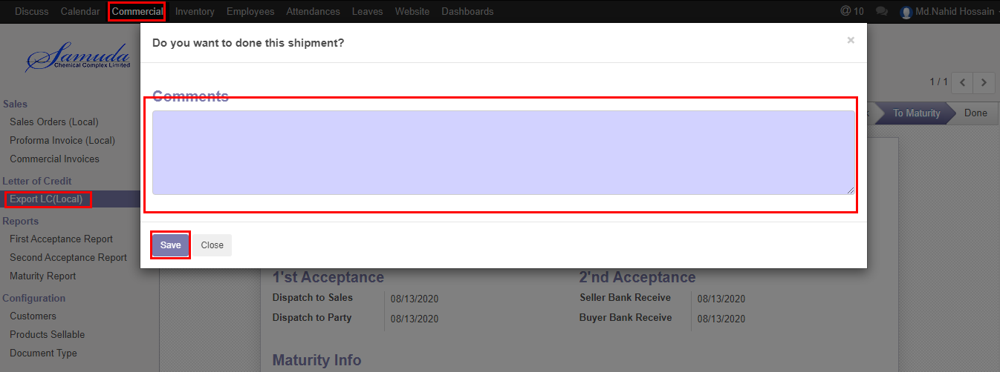 Discuss Calendar Commercial Inventory Employees Attendances Leaves Website Dashboards @ 10 Md.Nahid Hossain
Do you want to done this shipment? ×
Samuda
Chemical Complex Limited
1 / 1
Comments
Sales
Sales Orders (Local)
To Maturity Done
Proforma Invoice (Local)
Commercial Invoices
Letter of Credit
Export LC(Local)
Reports
First Acceptance Report
Save Close
Second Acceptance Report
Maturity Report
1'st Acceptance 2'nd Acceptance
Configuration
Dispatch to Sales 08/13/2020 Seller Bank Receive 08/13/2020
Customers
Dispatch to Party 08/13/2020 Buyer Bank Receive 08/13/2020
Products Sellable
Document Type
Maturity Info